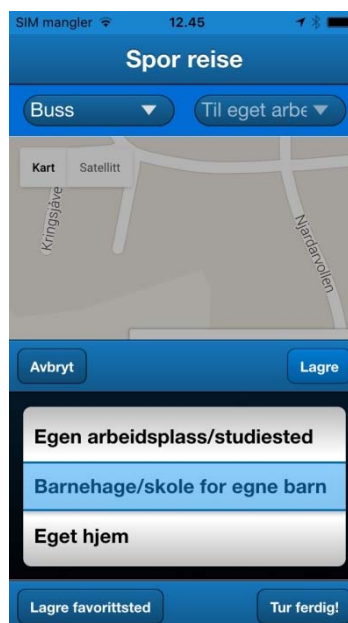 SIM mangler 12.45
Spor reise
Buss Til eget arbe
Kart Satellitt
Kringsjåve
Njardarvollen
Avbryt Lagre
Egen arbeidsplass/studiested
Barnehage/skole for egne barn
Eget hjem
Lagre favorittsted Tur ferdig!